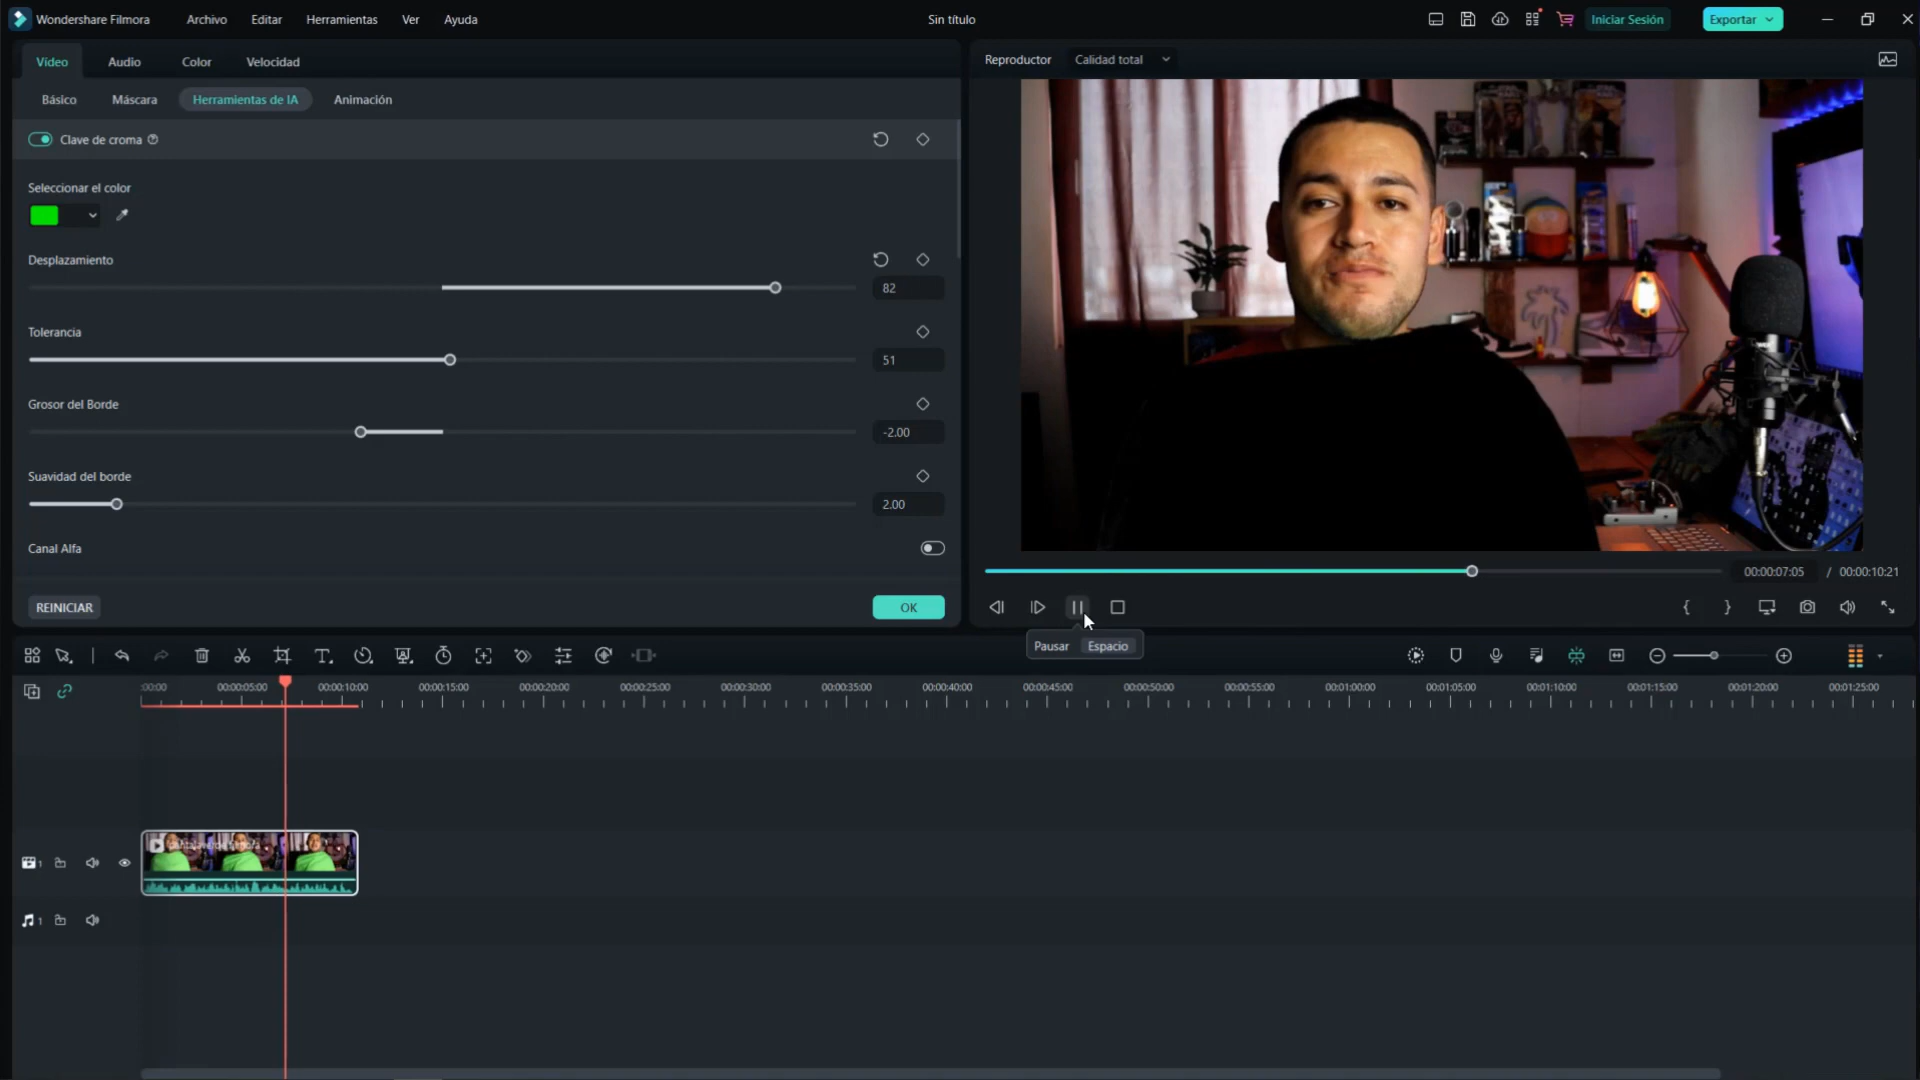 Wondershare Filmora Archivo Editar Herramientas Ver Ayuda Sin título Iniciar Sesión Exportar
Vídeo Audio Color Velocidad
Básico Máscara Herramientas de IA Animación
Clave de croma
Seleccionar el color
Desplazamiento
82
Tolerancia
51
Grosor del Borde
-2.00
Suavidad del borde
2.00
Canal Alfa
REINICIAR OK
Reproductor Calidad total
00:00:07:05 / 00:00:10:21
{ }
Pausar Espacio
:00:00 00:00:05:00 00:00:10:00 00:00:15:00 00:00:20:00 00:00:25:00 00:00:30:00 00:00:35:00 00:00:40:00 00:00:45:00 00:00:50:00 00:00:55:00 00:01:00:00 00:01:05:00 00:01:10:00 00:01:15:00 00:01:20:00 00:01:25:00
1
1